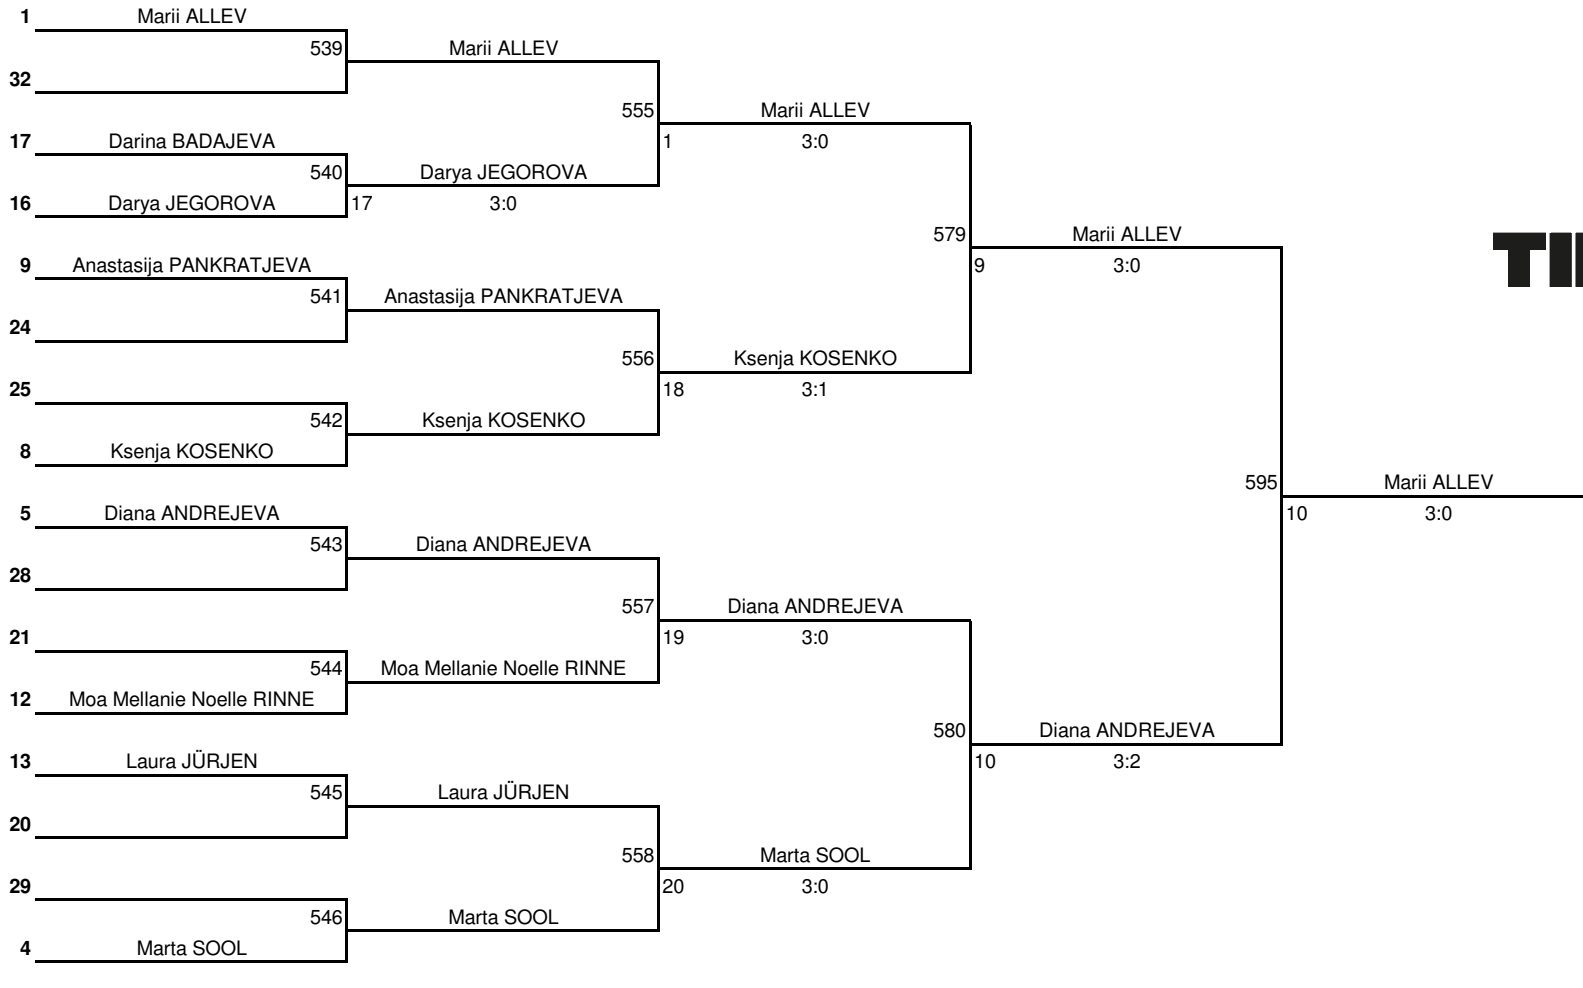 1 Marii ALLEV
539 Marii ALLEV
32
555 Marii ALLEV
17 Darina BADAJEVA
1 3:0
540 Darya JEGOROVA
16 Darya JEGOROVA
17 3:0
579 Marii ALLEV
9 Anastasija PANKRATJEVA
9 3:0
541 Anastasija PANKRATJEVA
24
556 Ksenja KOSENKO
25
18 3:1
542 Ksenja KOSENKO
8 Ksenja KOSENKO
595 Marii ALLEV
5 Diana ANDREJEVA
10 3:0
543 Diana ANDREJEVA
28
557 Diana ANDREJEVA
21
19 3:0
544 Moa Mellanie Noelle RINNE
12 Moa Mellanie Noelle RINNE
580 Diana ANDREJEVA
13 Laura JÜRJEN
10 3:2
545 Laura JÜRJEN
20
558 Marta SOOL
29
20 3:0
546 Marta SOOL
4 Marta SOOL